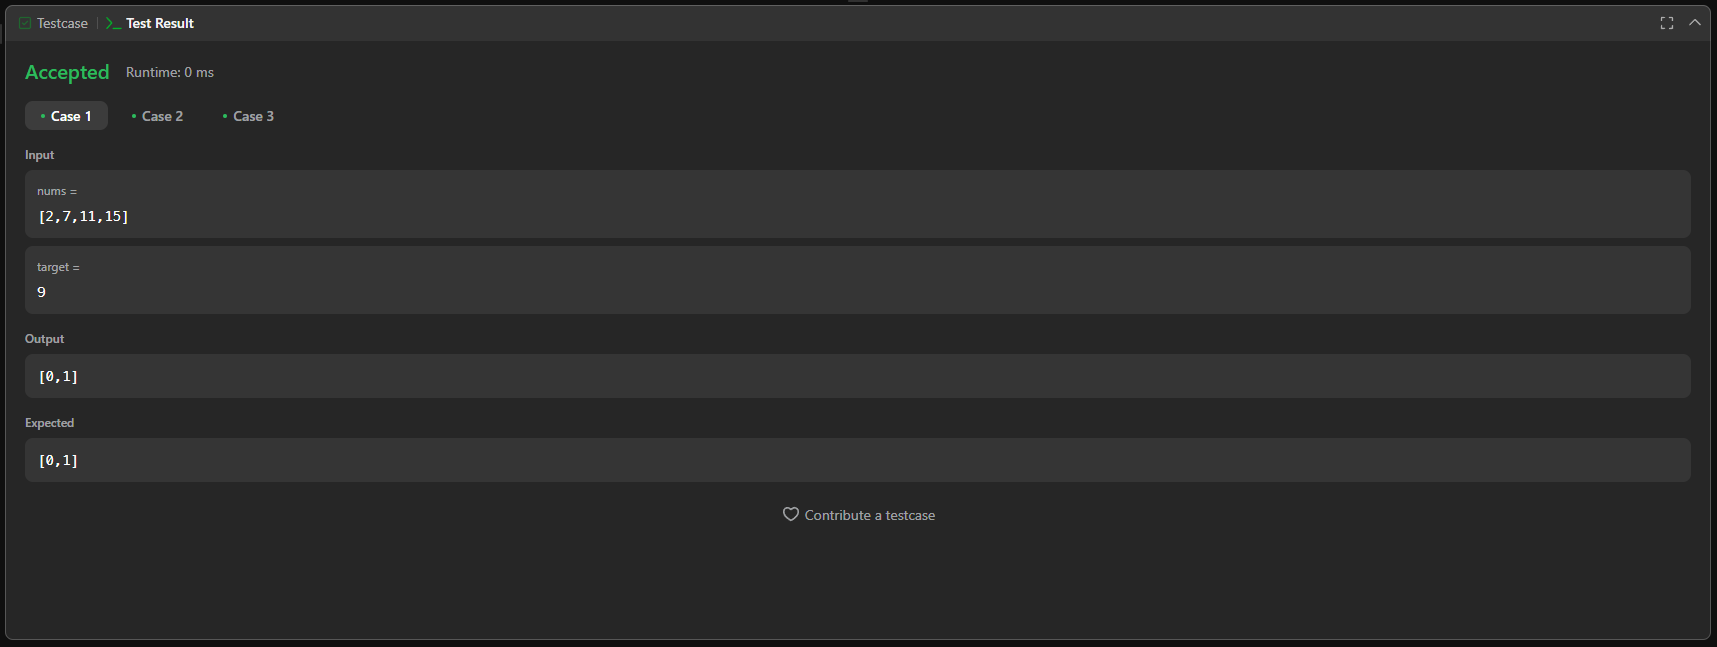 Testcase | >_ Test Result
Accepted Runtime: 0 ms
• Case 1 • Case 2 • Case 3
Input
nums =
[2,7,11,15]
target =
9
Output
[0,1]
Expected
[0,1]
Contribute a testcase